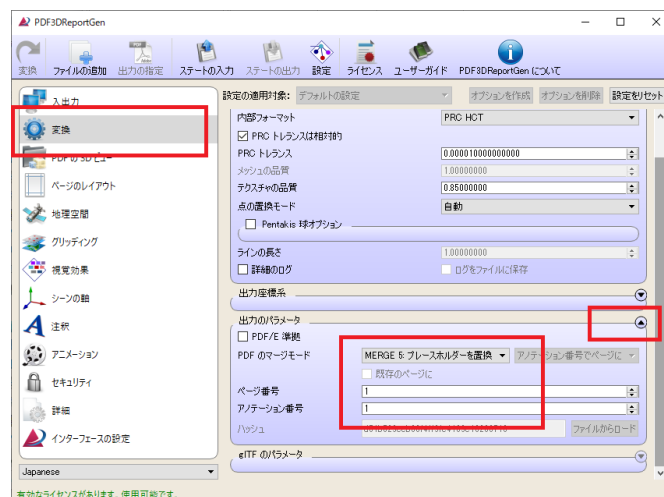 PDF3DReportGen
変換 ファイルの追加 出力の指定 ステートの入力 ステートの出力 設定 ライセンス ユーザーガイド PDF3DReportGen について
設定の適用対象: デフォルトの設定 オプションを作成 オプションを削除 設定をリセット
入出力
変換
PDF の 3D ビュー
ページのレイアウト
地理空間
グリッディング
視覚効果
シーンの軸
注釈
アニメーション
セキュリティ
詳細
インターフェースの設定
Japanese
有効なライセンスがあります。使用可能です。
内部フォーマット PRC HCT
PRC トレランスは相対的
PRC トレランス 0.000010000000000
メッシュの品質 1.00000000
テクスチャの品質 0.85000000
点の置換モード 自動
Pentakis 球オプション
ラインの長さ 1.00000000
詳細のログ ログをファイルに保存
出力座標系
出力のパラメータ
PDF/E 準拠
PDF のマージモード MERGE 5: プレースホルダーを置換 アノテーション番号でページに
既存のページに
ページ番号 1
アノテーション番号 1
ハッシュ ファイルからロード
glTF のパラメータ